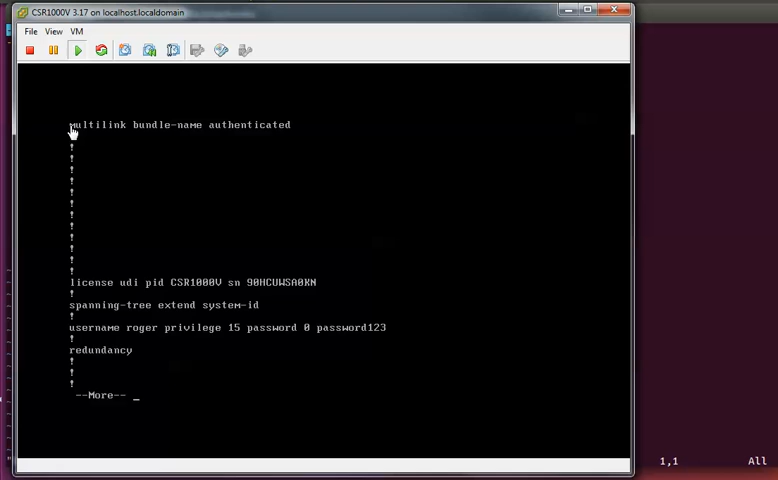 CSR1000V 3.17 on localhost.localdomain
File View VM
multilink bundle-name authenticated
!
!
!
!
!
!
!
!
!
!
!
!
license udi pid CSR1000V sn 90HCUWSA0KN
!
spanning-tree extend system-id
!
username roger privilege 15 password 0 password123
!
redundancy
!
!
!
--More-- _
1,1 All